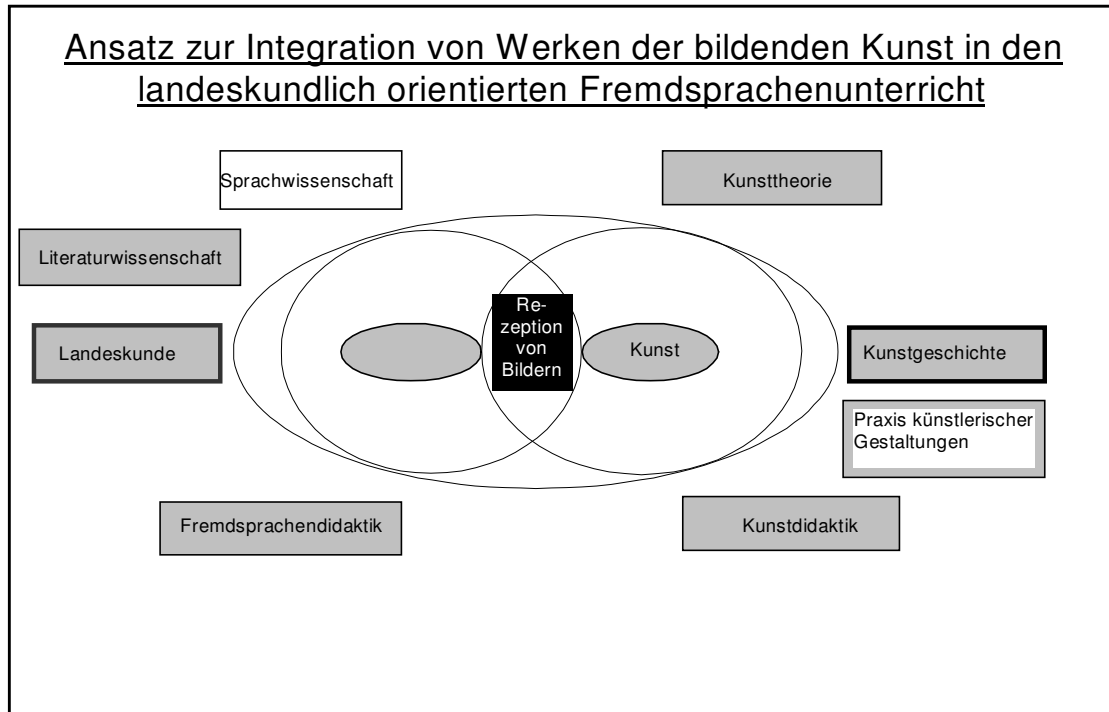 Ansatz zur Integration von Werken der bildenden Kunst in den
landeskundlich orientierten Fremdsprachenunterricht
Sprachwissenschaft
Kunsttheorie
Literaturwissenschaft
Re-
zeption
von
Bildern
Landeskunde
Kunst
Kunstgeschichte
Praxis künstlerischer
Gestaltungen
Fremdsprachendidaktik
Kunstdidaktik